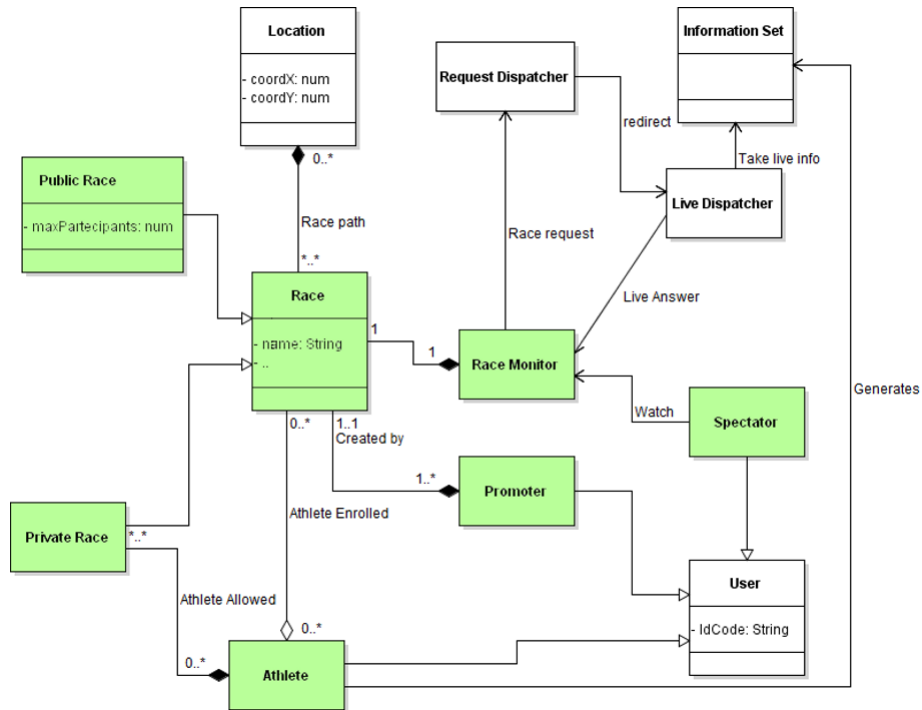 Location
- coordX: num
- coordY: num
Request Dispatcher
Information Set
redirect
0..*
Take live info
Public Race
- maxPartecipants: num
Live Dispatcher
Race path
Race request
*..*
Race
- name: String
- ..
Live Answer
1
1
Race Monitor
Generates
Watch
Spectator
0..*
1..1
Created by
1..*
Promoter
Athlete Enrolled
Private Race
*..*
User
- IdCode: String
Athlete Allowed
0..*
0..*
Athlete